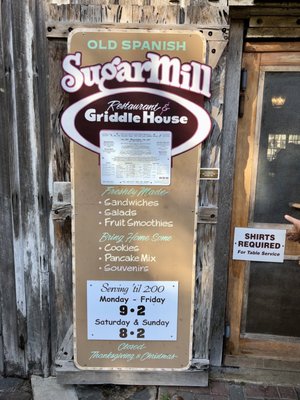 OLD SPANISH
SugarMill
Restaurant &
GRIDDLE HOUSE
Freshly Made
- Sandwiches
- Salads
- Fruit Smoothies
Bring Home Some
- Cookies
- Pancake Mix
- Souvenirs
Serving 'til 2:00
Monday - Friday
9-2
Saturday & Sunday
8-2
Closed
Thanksgiving & Christmas
SHIRTS
REQUIRED
For Table Service